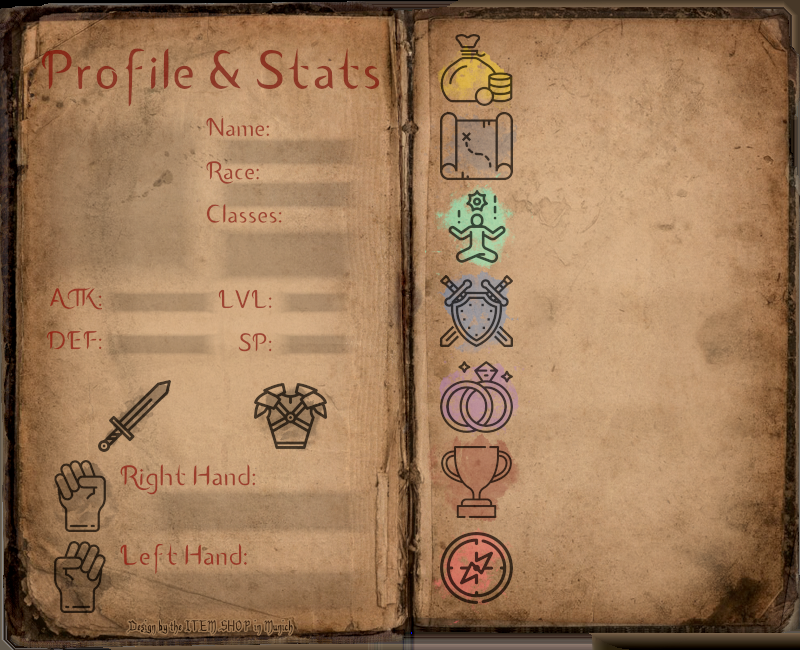 Profile & Stats
Name:
Race:
Classes:
ATK: LVL:
DEF: SP:
Right Hand:
Left Hand:
Design by the ITEM SHOP in Munich